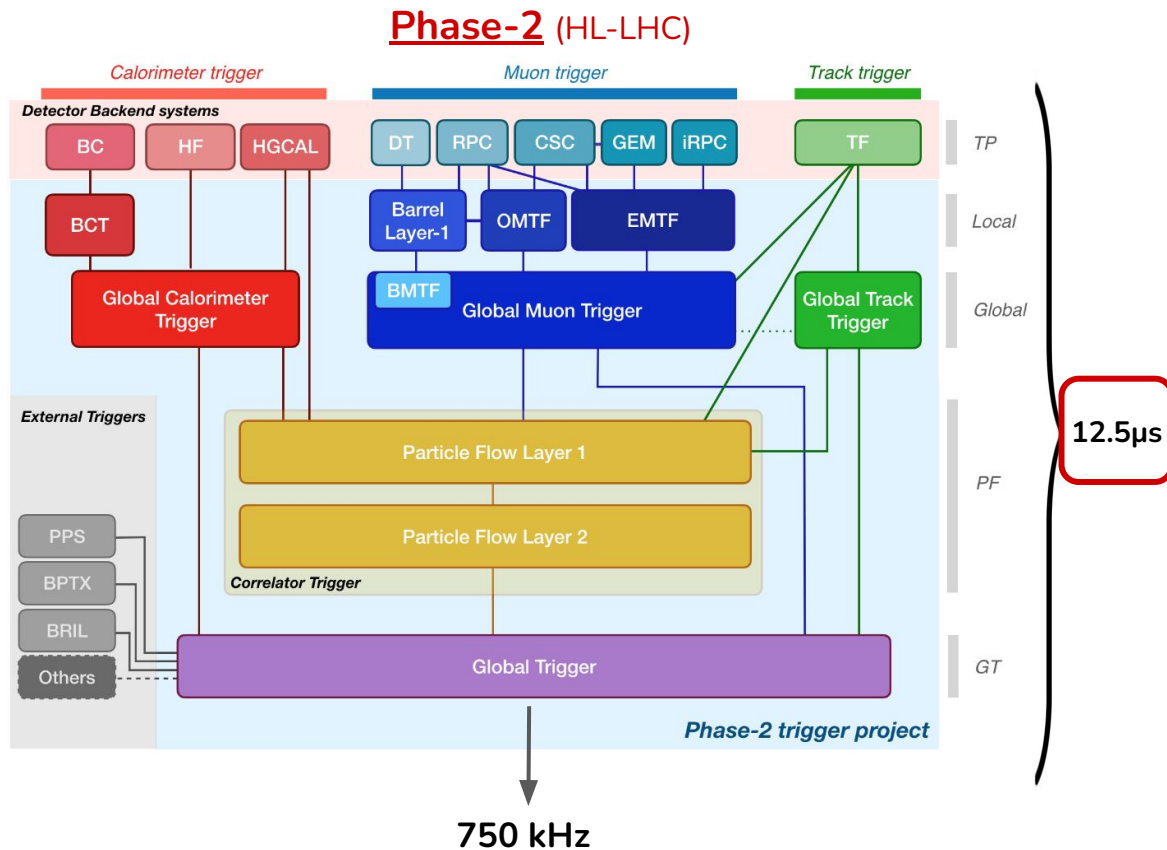 Phase-2 (HL-LHC)
Calorimeter trigger
Muon trigger
Track trigger
Detector Backend systems
BC
HF
HGCAL
DT
RPC
CSC
GEM
iRPC
TF
TP
BCT
Barrel
Layer-1
OMTF
EMTF
Local
Global Calorimeter
Trigger
BMTF
Global Muon Trigger
Global Track
Trigger
Global
External Triggers
12.5µs
Particle Flow Layer 1
PF
PPS
Particle Flow Layer 2
BPTX
Correlator Trigger
BRIL
Others
Global Trigger
GT
Phase-2 trigger project
750 kHz